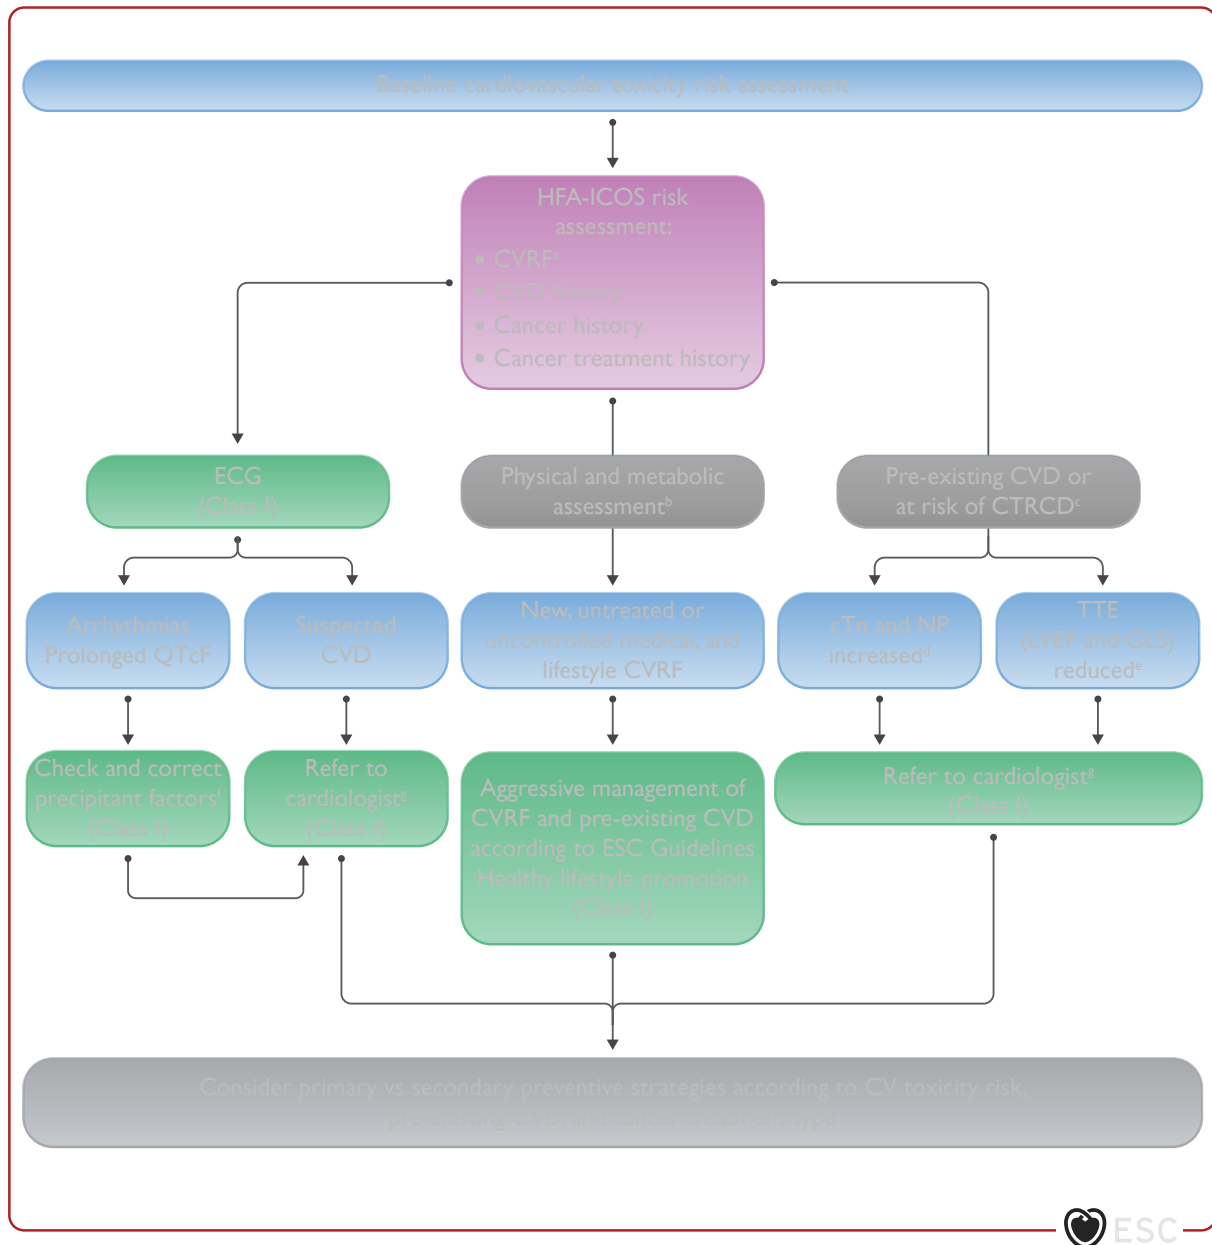 Baseline cardiovascular toxicity risk assessment
HFA-ICOS risk
assessment:
• CVRFa
• CVD history
• Cancer history
• Cancer treatment history
ECG
(Class I)
Physical and metabolic
assessmentb
Pre-existing CVD or
at risk of CTRCDc
Arrhythmias
Prolonged QTcF
Suspected
CVD
New, untreated or
uncontrolled medical, and
lifestyle CVRF
cTn and NP
increasedd
TTE
(LVEF and GLS)
reducede
Check and correct
precipitant factorsf
(Class I)
Refer to
cardiologistg
(Class I)
Aggressive management of
CVRF and pre-existing CVD
according to ESC Guidelines
Healthy lifestyle promotion
(Class I)
Refer to cardiologistg
(Class I)
Consider primary vs secondary preventive strategies according to CV toxicity risk,
pre-existing CVD, and cancer treatment type
ESC